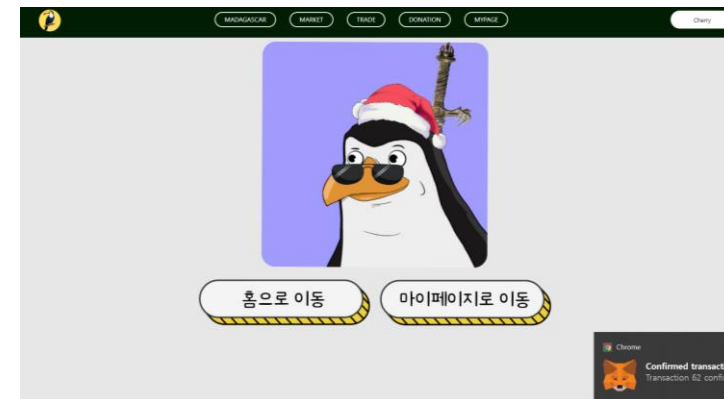 MADAGASCAR MARKET TRADE DONATION MYPAGE Cherry
홈으로 이동 마이페이지로 이동
Chrome
Confirmed transacti
Transaction 62 confi